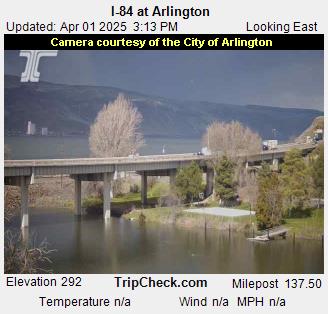 I-84 at Arlington
Updated: Apr 01 2025 3:13 PM Looking East
Camera courtesy of the City of Arlington
Elevation 292 TripCheck.com Milepost 137.50
Temperature n/a Wind n/a MPH n/a